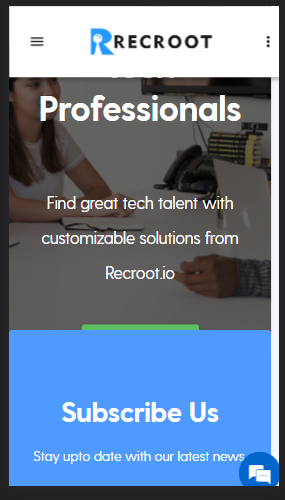 RECROOT
Professionals
Find great tech talent with
customizable solutions from
Recroot.io
Subscribe Us
Stay upto date with our latest news